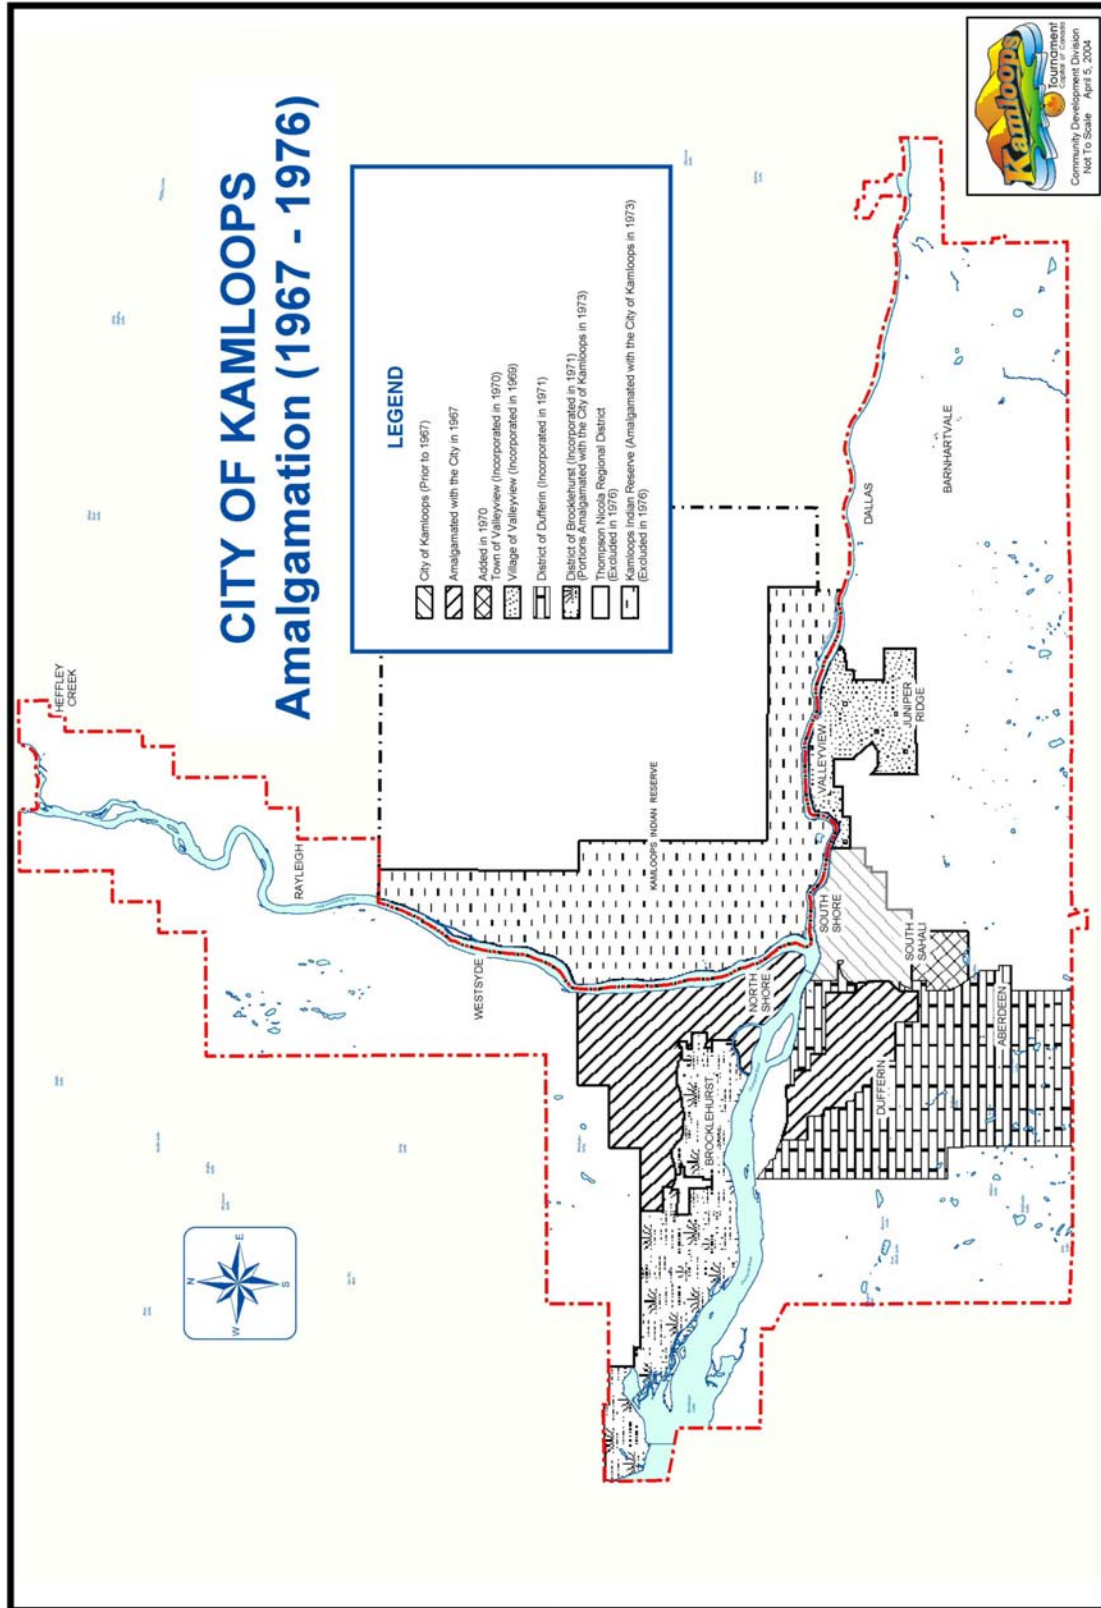 CITY OF KAMLOOPS
Amalgamation (1967 - 1976)
LEGEND
City of Kamloops (Prior to 1967)
Amalgamated with the City in 1967
Added in 1970
Town of Valleyview (Incorporated in 1970)
Village of Valleyview (Incorporated in 1969)
District of Dufferin (Incorporated in 1971)
District of Brocklehurst (Incorporated in 1971)
(Portions Amalgamated with the City of Kamloops in 1973)
Thompson Nicola Regional District
(Excluded in 1976)
Kamloops Indian Reserve (Amalgamated with the City of Kamloops in 1973)
(Excluded in 1976)
HEFFLEY
CREEK
RAYLEIGH
WESTSYDE
KAMLOOPS INDIAN RESERVE
NORTH
SHORE
BROCKLEHURST
SOUTH
SHORE
VALLEYVIEW
JUNIPER
RIDGE
DALLAS
BARNHARTVALE
SOUTH
SAHALI
DUFFERIN
ABERDEEN
N
W
E
S
Kamloops
Tournament
Capital of Canada
Community Development Division
Not To Scale April 5, 2004